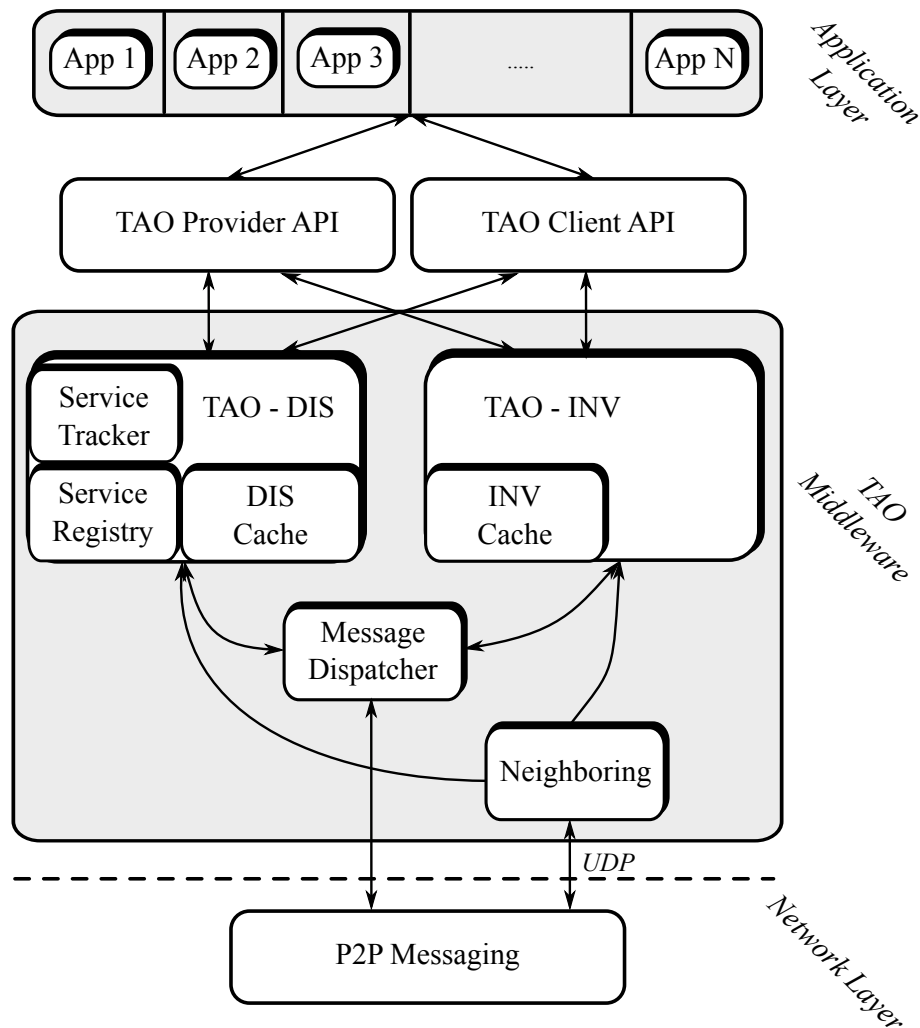 App 1 App 2 App 3 ..... App N
Application
Layer
TAO Provider API TAO Client API
Service
Tracker
TAO - DIS
TAO - INV
Service
Registry
DIS
Cache
INV
Cache
TAO
Middleware
Message
Dispatcher
Neighboring
UDP
Network Layer
P2P Messaging